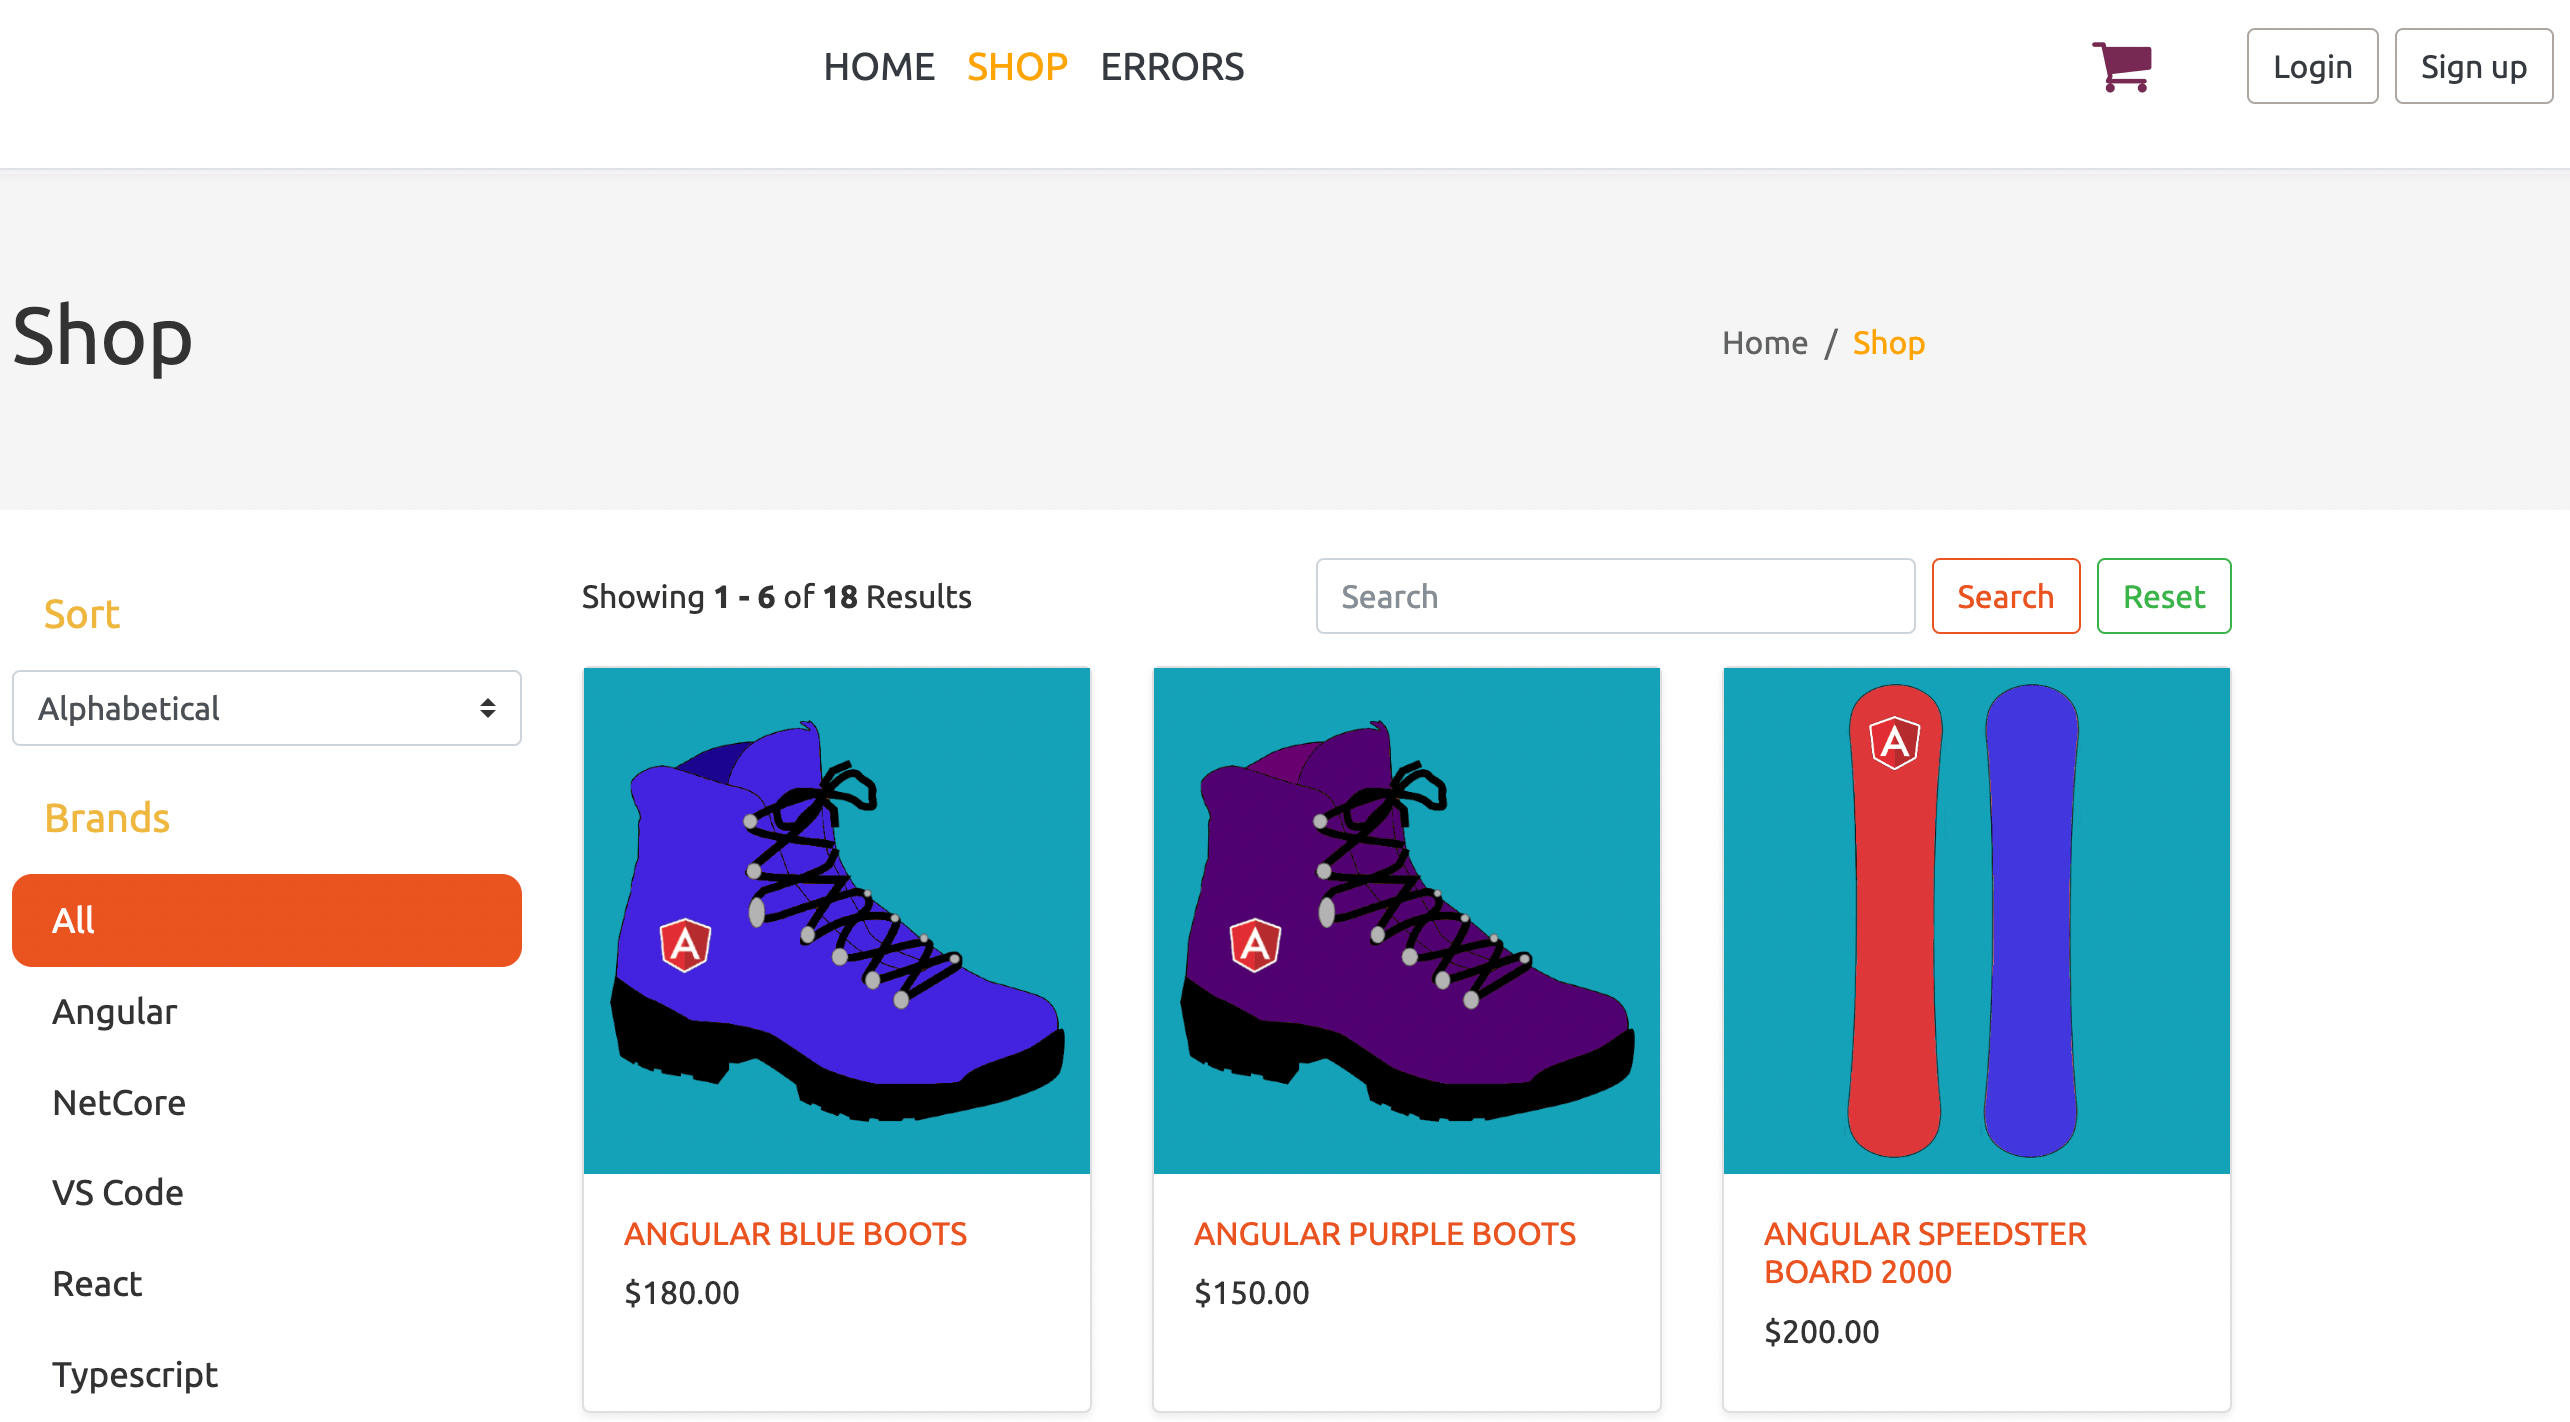 HOME SHOP ERRORS
Login
Sign up
Shop
Home / Shop
Sort
Alphabetical
Brands
All
Angular
NetCore
VS Code
React
Typescript
Showing 1 - 6 of 18 Results
Search
Search
Reset
A
ANGULAR BLUE BOOTS
$180.00
A
ANGULAR PURPLE BOOTS
$150.00
A
ANGULAR SPEEDSTER
BOARD 2000
$200.00